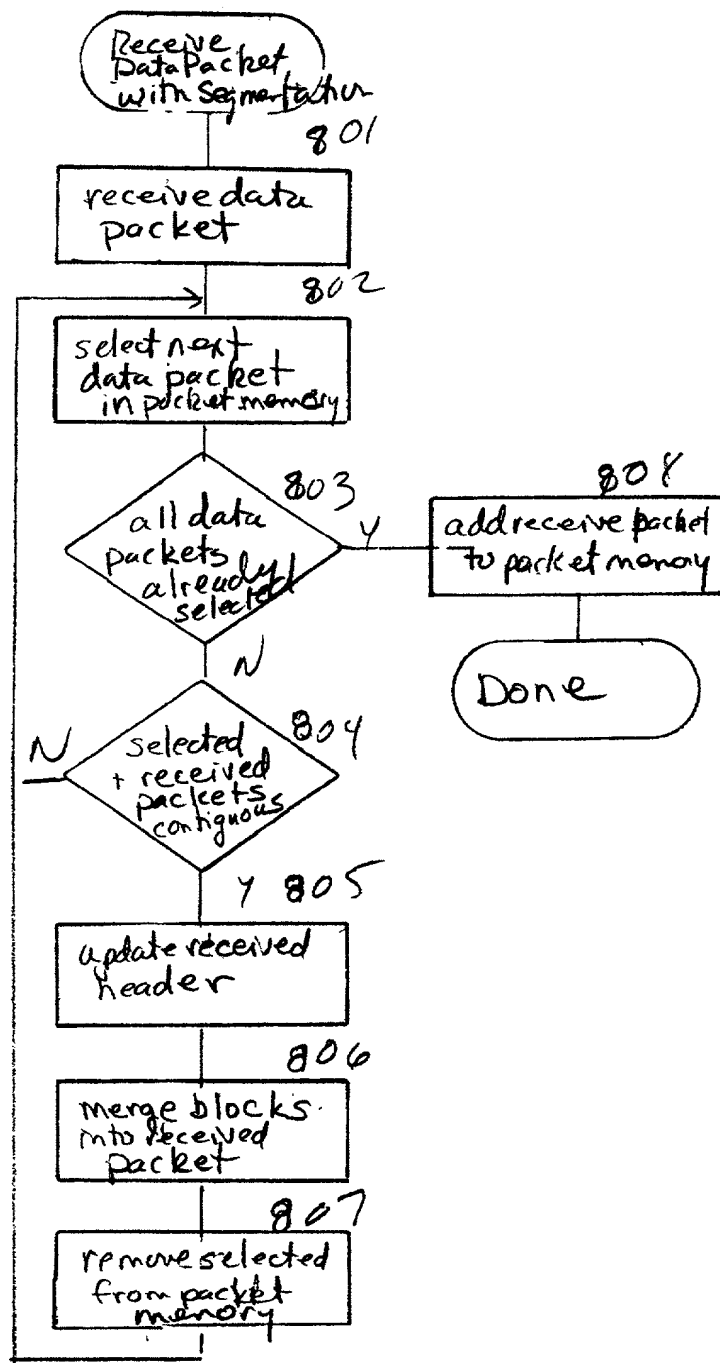 Receive
Data Packet
with Segmentation
801
receive data
packet
802
select next
data packet
in packet memory
803
all data
packets
already
selected
Y
808
add receive packet
to packet memory
Done
N
804
selected
+ received
packets
contiguous
N
Y 805
update received
header
806
merge blocks
into received
packet
807
remove selected
from packet
memory